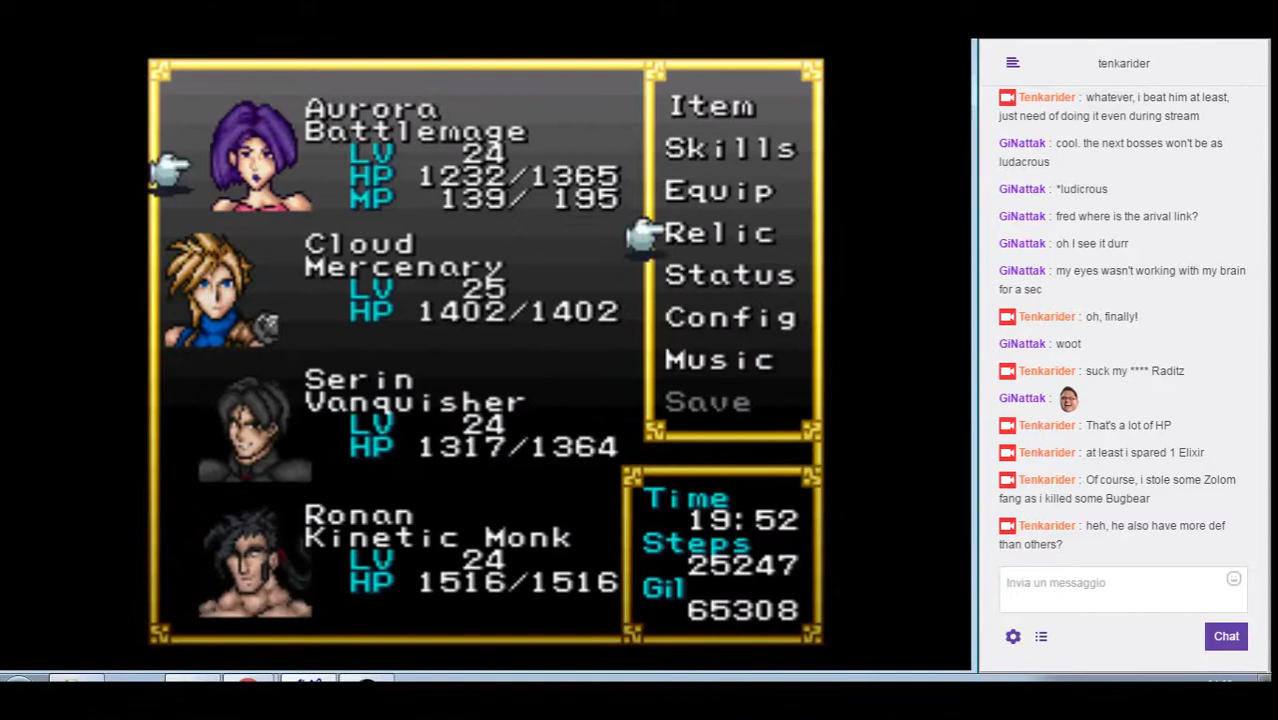 Aurora
Battlemage
LV 24
HP 1232/1365
MP 139/ 195
Cloud
Mercenary
LV 25
HP 1402/1402
Serin
Vanquisher
LV 24
HP 1317/1364
Ronan
Kinetic Monk
LV 24
HP 1516/1516
Item
Skills
Equip
Relic
Status
Config
Music
Save
Time
19:52
Steps
25247
Gil
65308
tenkarider
Tenkarider : whatever, i beat him at least,
just need of doing it even during stream
GiNattak : cool. the next bosses won't be as
ludacrous
GiNattak : *ludicrous
GiNattak : fred where is the arival link?
GiNattak : oh I see it durr
GiNattak : my eyes wasn't working with my brain
for a sec
Tenkarider : oh, finally!
GiNattak : woot
Tenkarider : suck my **** Raditz
GiNattak :
Tenkarider : That's a lot of HP
Tenkarider : at least i spared 1 Elixir
Tenkarider : Of course, i stole some Zolom
fang as i killed some Bugbear
Tenkarider : heh, he also have more def
than others?
Invia un messaggio
Chat